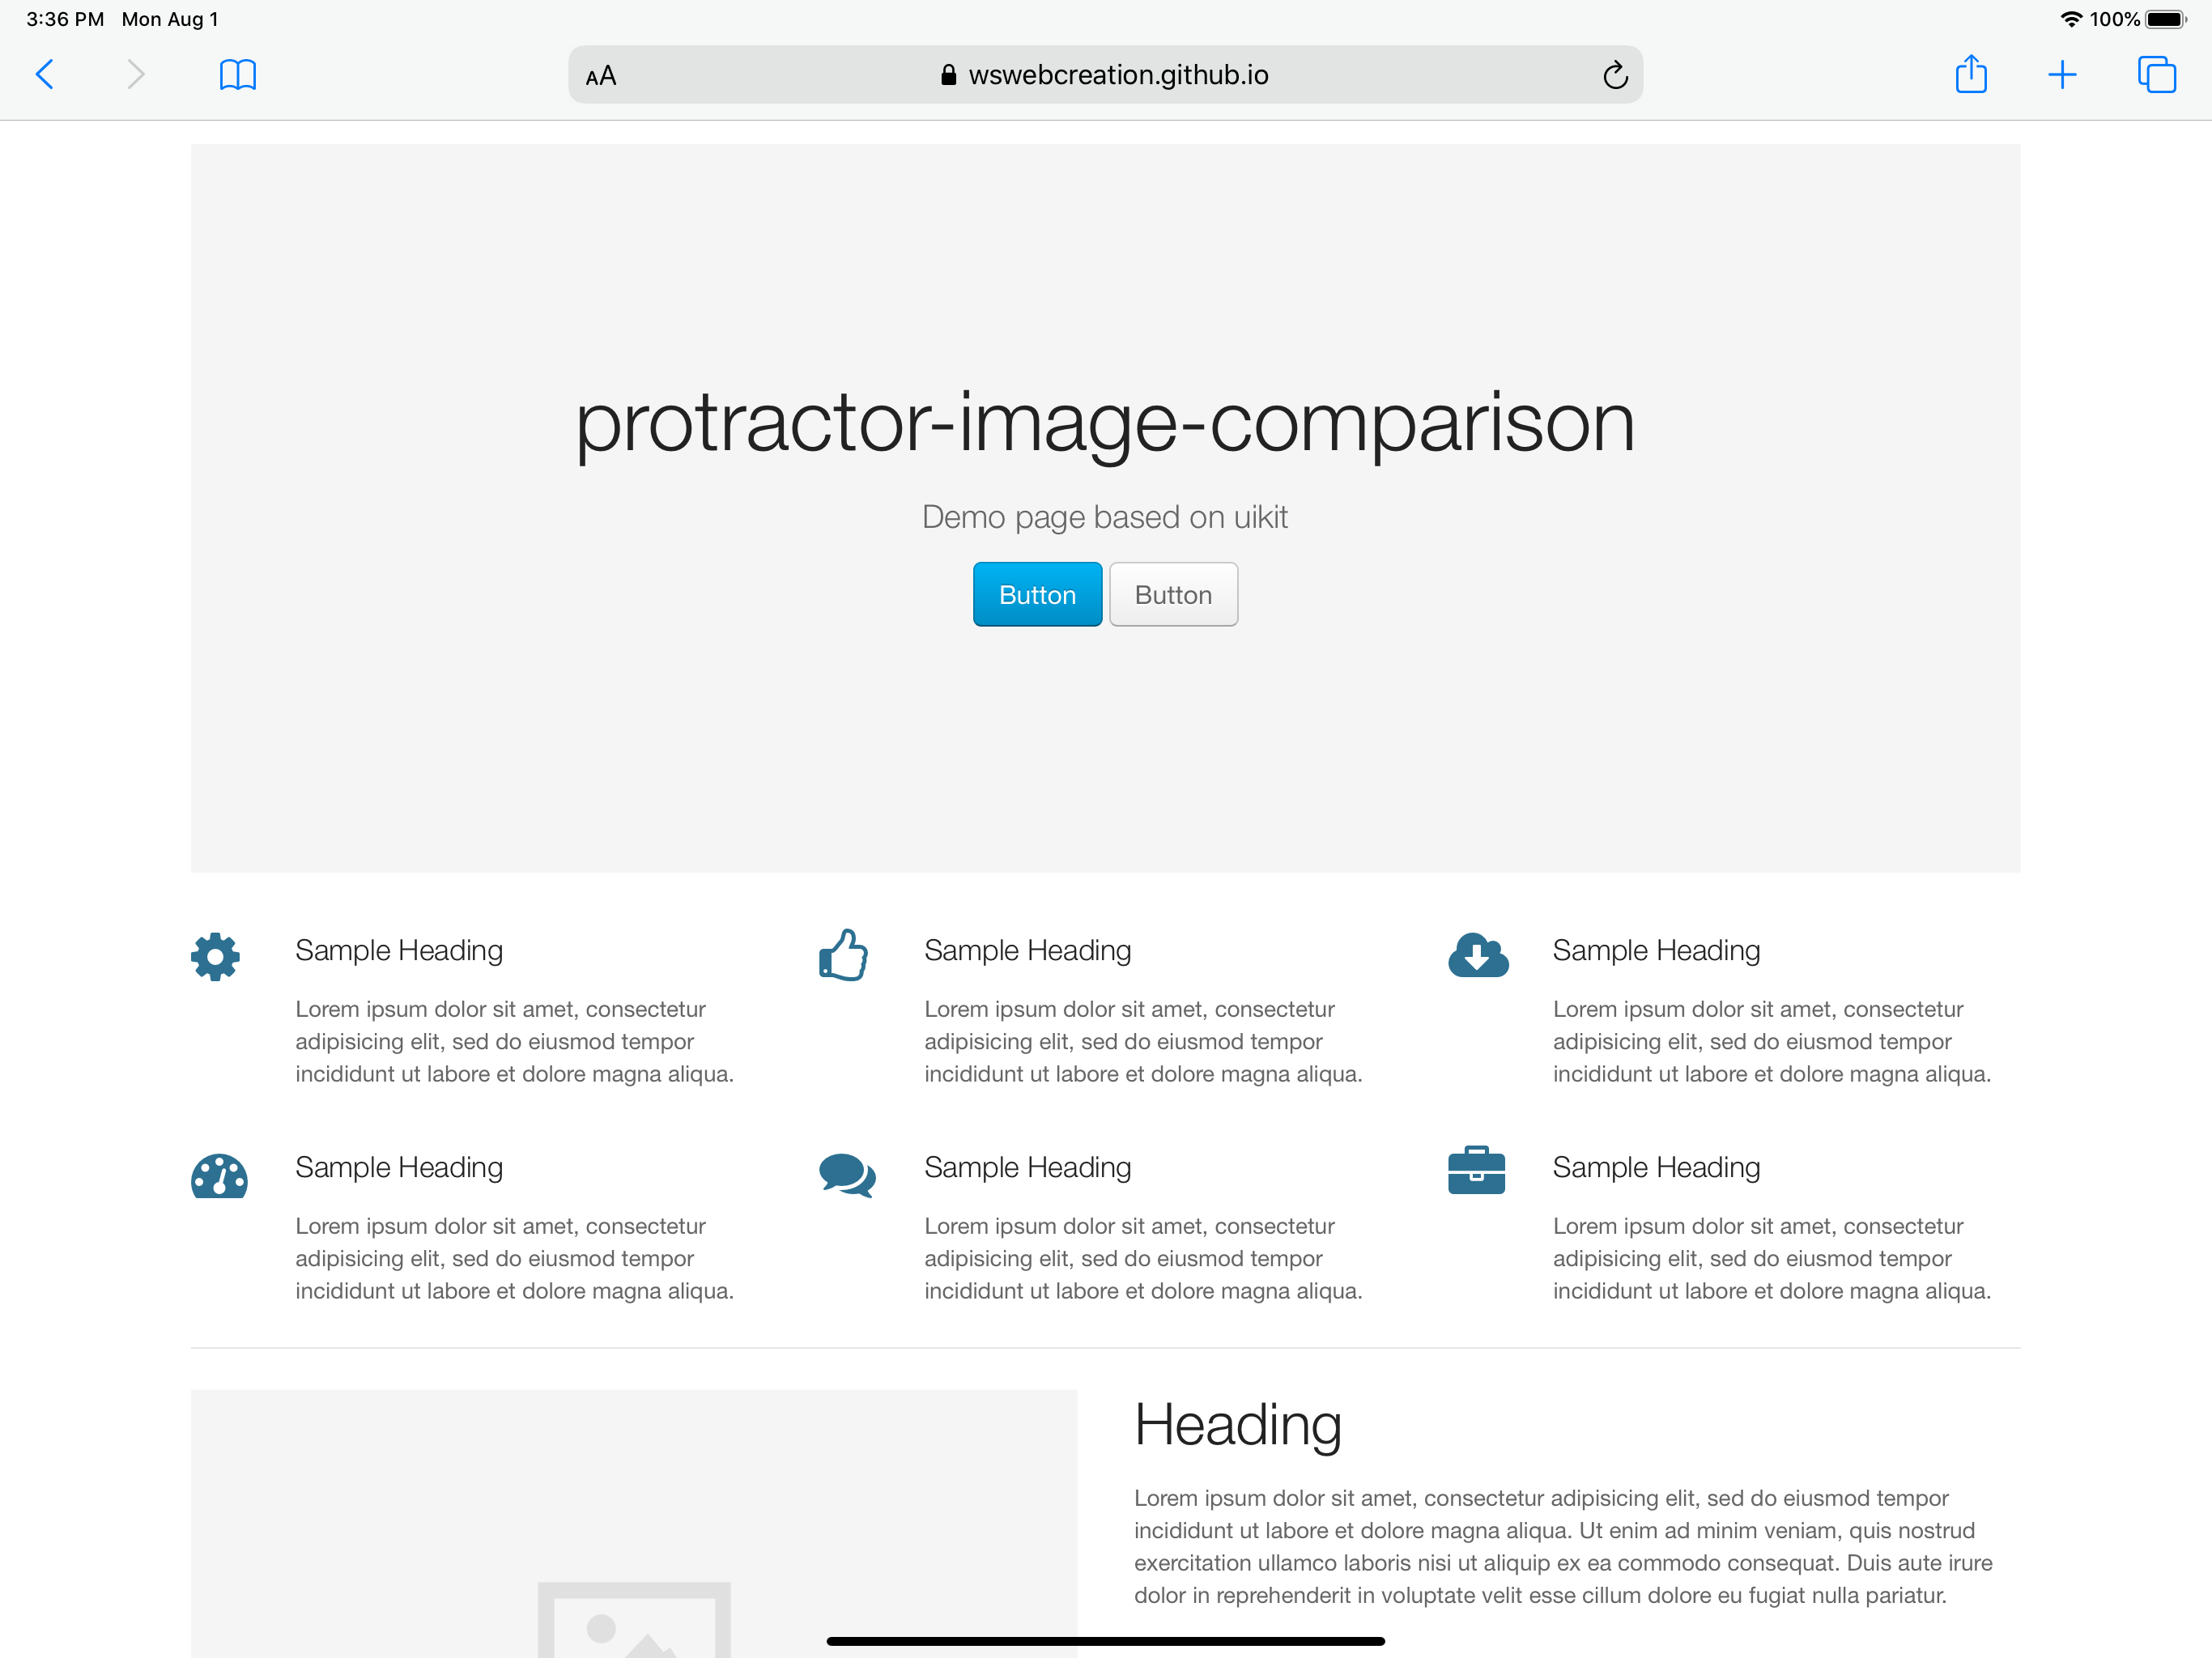 3:36 PM Mon Aug 1
100%
AA
wswebcreation.github.io
protractor-image-comparison
Demo page based on uikit
Button Button
Sample Heading
Lorem ipsum dolor sit amet, consectetur
adipisicing elit, sed do eiusmod tempor
incididunt ut labore et dolore magna aliqua.
Sample Heading
Lorem ipsum dolor sit amet, consectetur
adipisicing elit, sed do eiusmod tempor
incididunt ut labore et dolore magna aliqua.
Sample Heading
Lorem ipsum dolor sit amet, consectetur
adipisicing elit, sed do eiusmod tempor
incididunt ut labore et dolore magna aliqua.
Sample Heading
Lorem ipsum dolor sit amet, consectetur
adipisicing elit, sed do eiusmod tempor
incididunt ut labore et dolore magna aliqua.
Sample Heading
Lorem ipsum dolor sit amet, consectetur
adipisicing elit, sed do eiusmod tempor
incididunt ut labore et dolore magna aliqua.
Sample Heading
Lorem ipsum dolor sit amet, consectetur
adipisicing elit, sed do eiusmod tempor
incididunt ut labore et dolore magna aliqua.
Heading
Lorem ipsum dolor sit amet, consectetur adipisicing elit, sed do eiusmod tempor
incididunt ut labore et dolore magna aliqua. Ut enim ad minim veniam, quis nostrud
exercitation ullamco laboris nisi ut aliquip ex ea commodo consequat. Duis aute irure
dolor in reprehenderit in voluptate velit esse cillum dolore eu fugiat nulla pariatur.